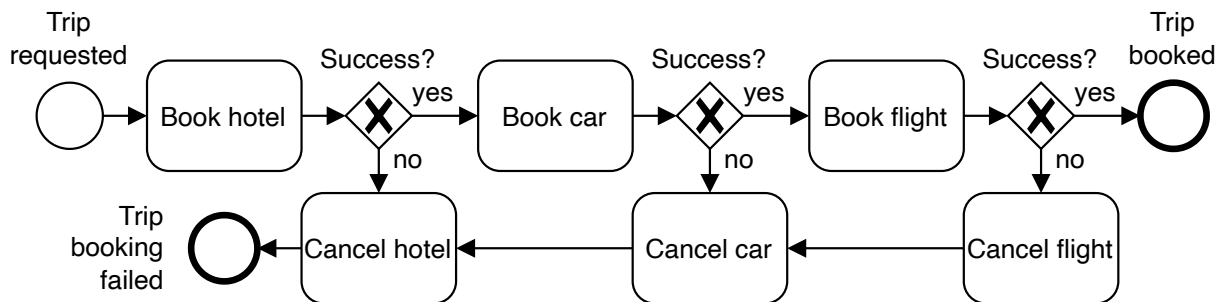 Trip
requested
Success?
Success?
Success?
Trip
booked
Book hotel
yes
Book car
yes
Book flight
yes
no
no
no
Trip
booking
failed
Cancel hotel
Cancel car
Cancel flight